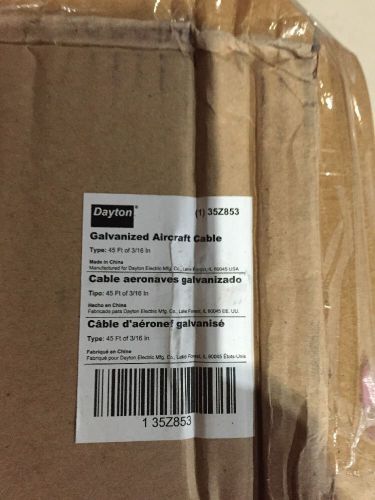 Dayton (1) 35Z853
Galvanized Aircraft Cable
Type: 45 Ft of 3/16 In
Made in China
Manufactured for Dayton Electric Mfg. Co., Lake Forest, IL 60045 USA.
Cable aeronaves galvanizado
Tipo: 45 Ft of 3/16 In
Hecho en China
Fabricado para Dayton Electric Mfg. Co., Lake Forest, IL 60045 EE. UU.
Câble d'aéronef galvanisé
Type: 45 Ft of 3/16 In
Fabriqué en Chine
Fabriqué pour Dayton Electric Mfg. Co., Lake Forest, IL 60045 États-Unis
1 35Z853